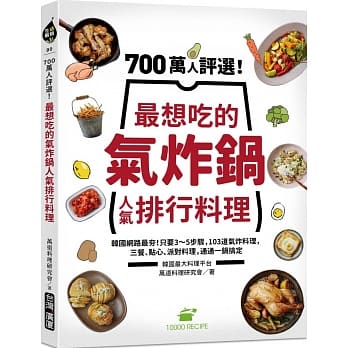 700萬人評選！
最想吃的
氣炸鍋
人氣排行料理
韓國網路最夯！只要3～5步驟，103道氣炸料理，
三餐、點心、派對料理，通通一鍋搞定
韓國最大料理平台
萬道料理研究會／著
10000 RECIPE
700萬人評選！
最想吃的氣炸鍋人氣排行料理
萬道料理研究會／著
台灣廣廈